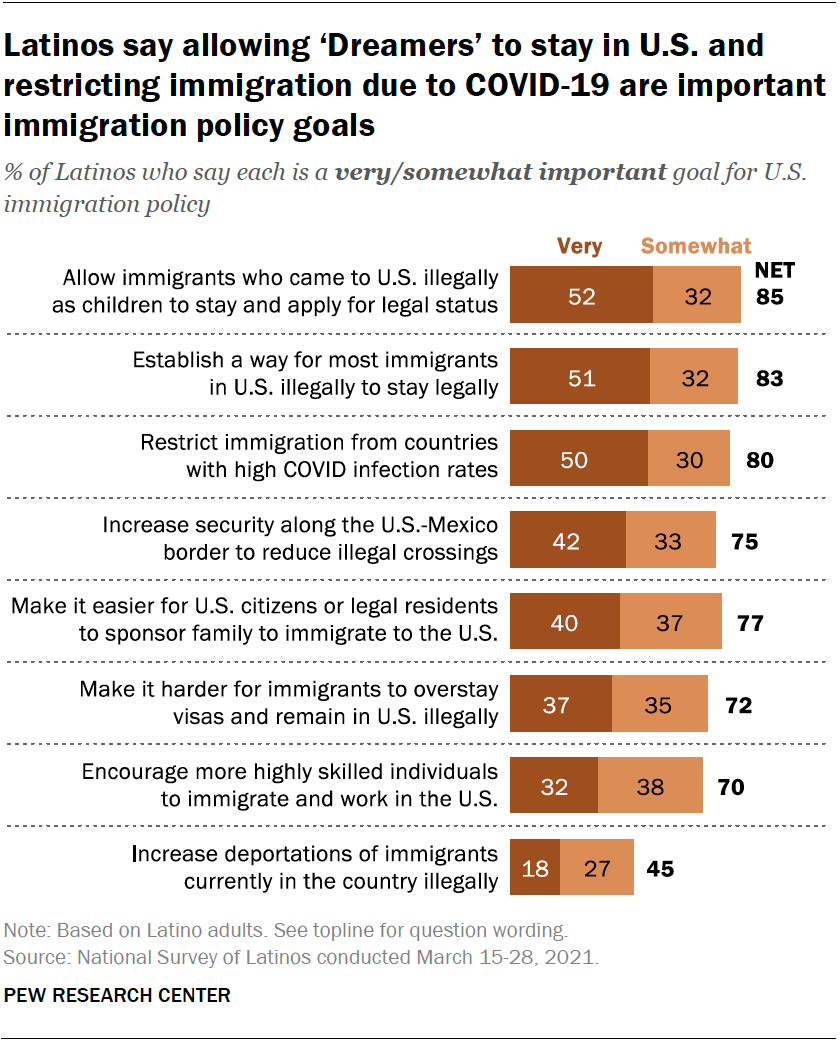 Latinos say allowing ‘Dreamers’ to stay in U.S. and
restricting immigration due to COVID-19 are important
immigration policy goals
% of Latinos who say each is a very/somewhat important goal for U.S.
immigration policy
Very Somewhat
NET
Allow immigrants who came to U.S. illegally
as children to stay and apply for legal status
52 32 85
Establish a way for most immigrants
in U.S. illegally to stay legally
51 32 83
Restrict immigration from countries
with high COVID infection rates
50 30 80
Increase security along the U.S.-Mexico
border to reduce illegal crossings
42 33 75
Make it easier for U.S. citizens or legal residents
to sponsor family to immigrate to the U.S.
40 37 77
Make it harder for immigrants to overstay
visas and remain in U.S. illegally
37 35 72
Encourage more highly skilled individuals
to immigrate and work in the U.S.
32 38 70
Increase deportations of immigrants
currently in the country illegally
18 27 45
Note: Based on Latino adults. See topline for question wording.
Source: National Survey of Latinos conducted March 15-28, 2021.
PEW RESEARCH CENTER